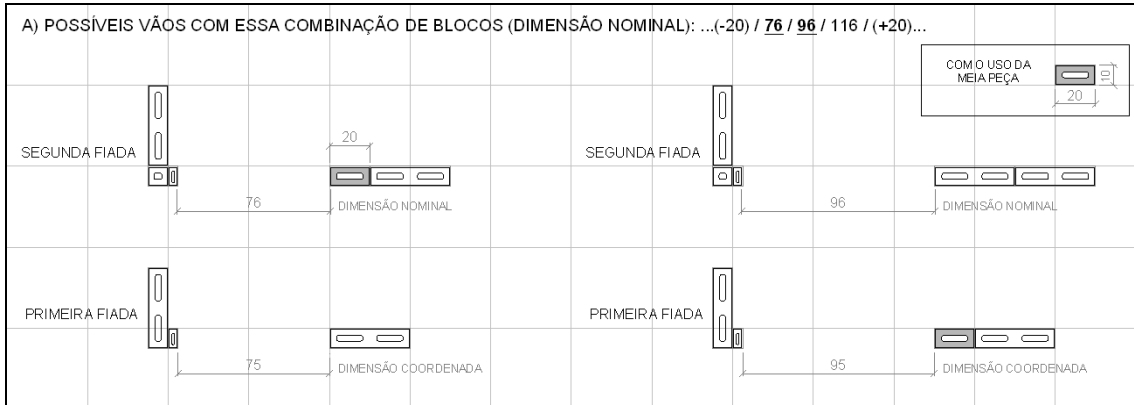 A) POSSÍVEIS VÃOS COM ESSA COMBINAÇÃO DE BLOCOS (DIMENSÃO NOMINAL): ...(-20) / 76 / 96 / 116 / (+20)...
COM O USO DA
MEIA PEÇA
10
20
SEGUNDA FIADA
20
76
DIMENSÃO NOMINAL
SEGUNDA FIADA
96
DIMENSÃO NOMINAL
PRIMEIRA FIADA
75
DIMENSÃO COORDENADA
PRIMEIRA FIADA
95
DIMENSÃO COORDENADA